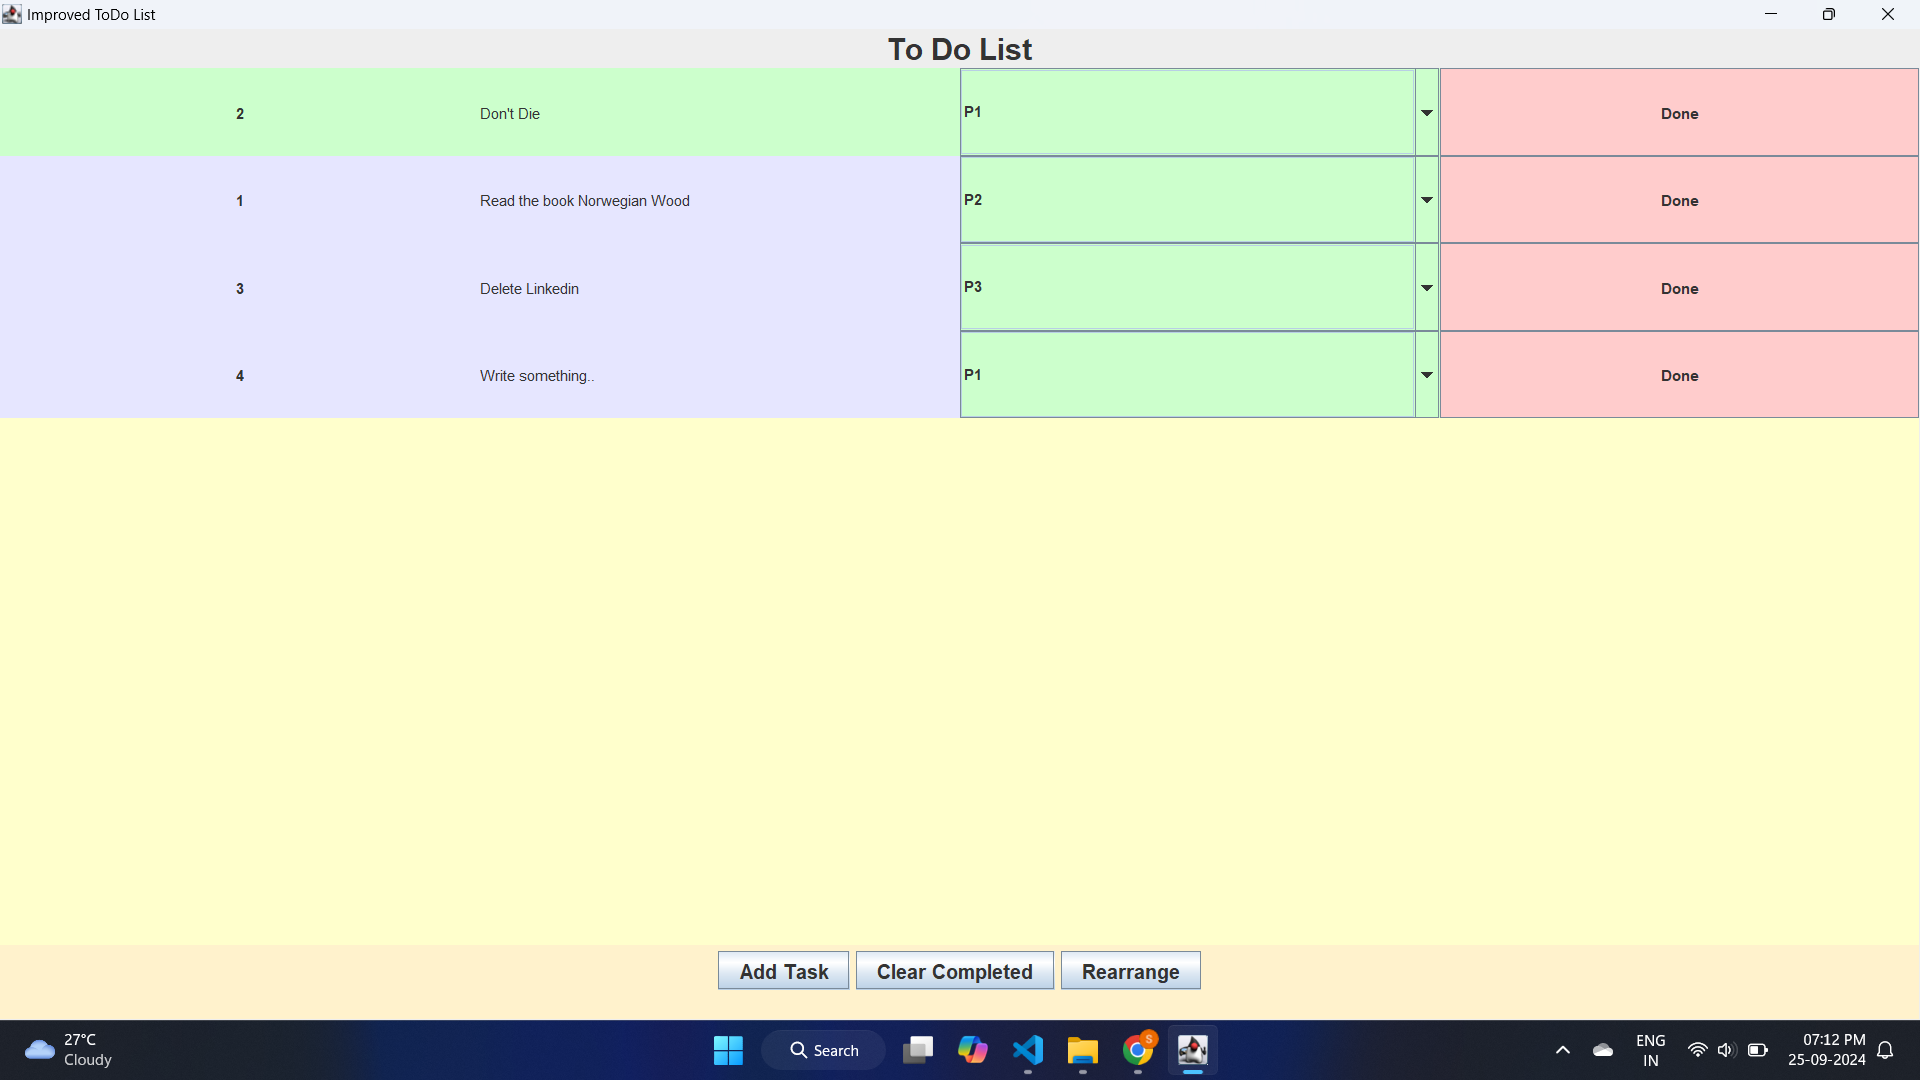 Improved ToDo List
To Do List
2 Don't Die P1 Done
1 Read the book Norwegian Wood P2 Done
3 Delete Linkedin P3 Done
4 Write something.. P1 Done
Add Task Clear Completed Rearrange
27°C
Cloudy
Search
S
ENG
IN
07:12 PM
25-09-2024